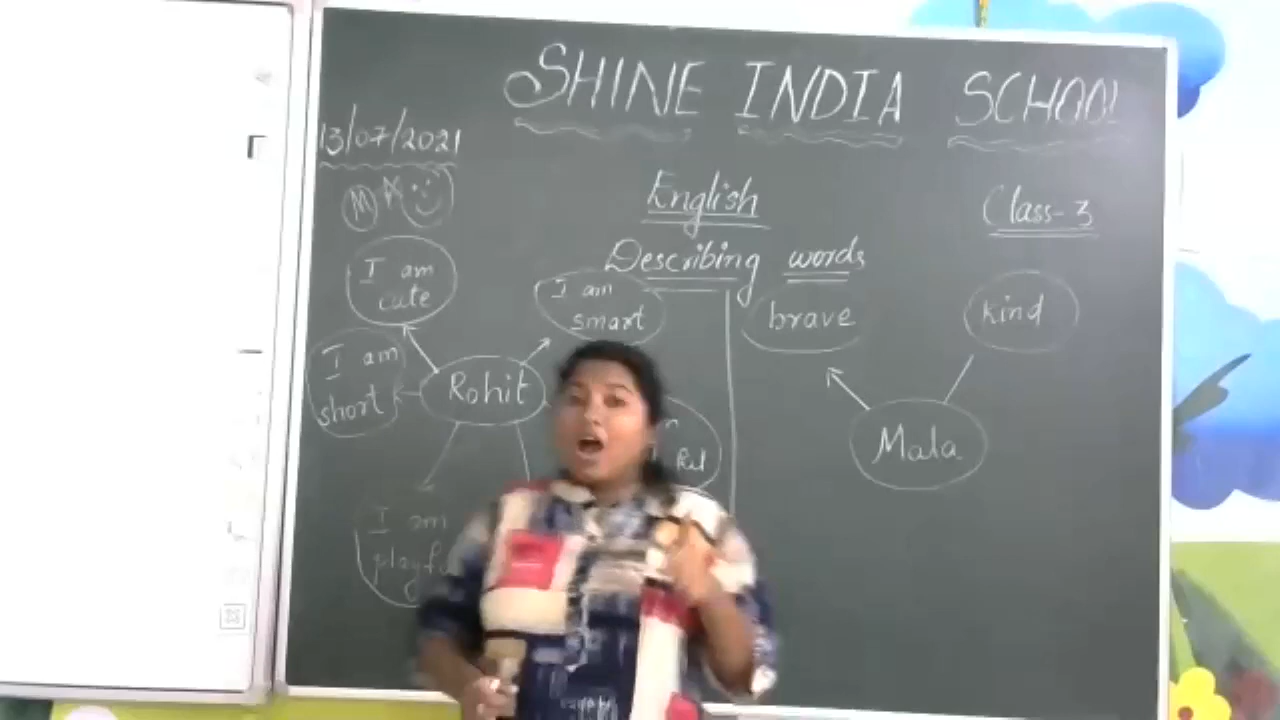 SHINE INDIA SCHOOL
13/07/2021
M
English
Class-3
Describing words
I am
cute
I am
smart
brave
kind
I am
short
Rohit
Mala
I am